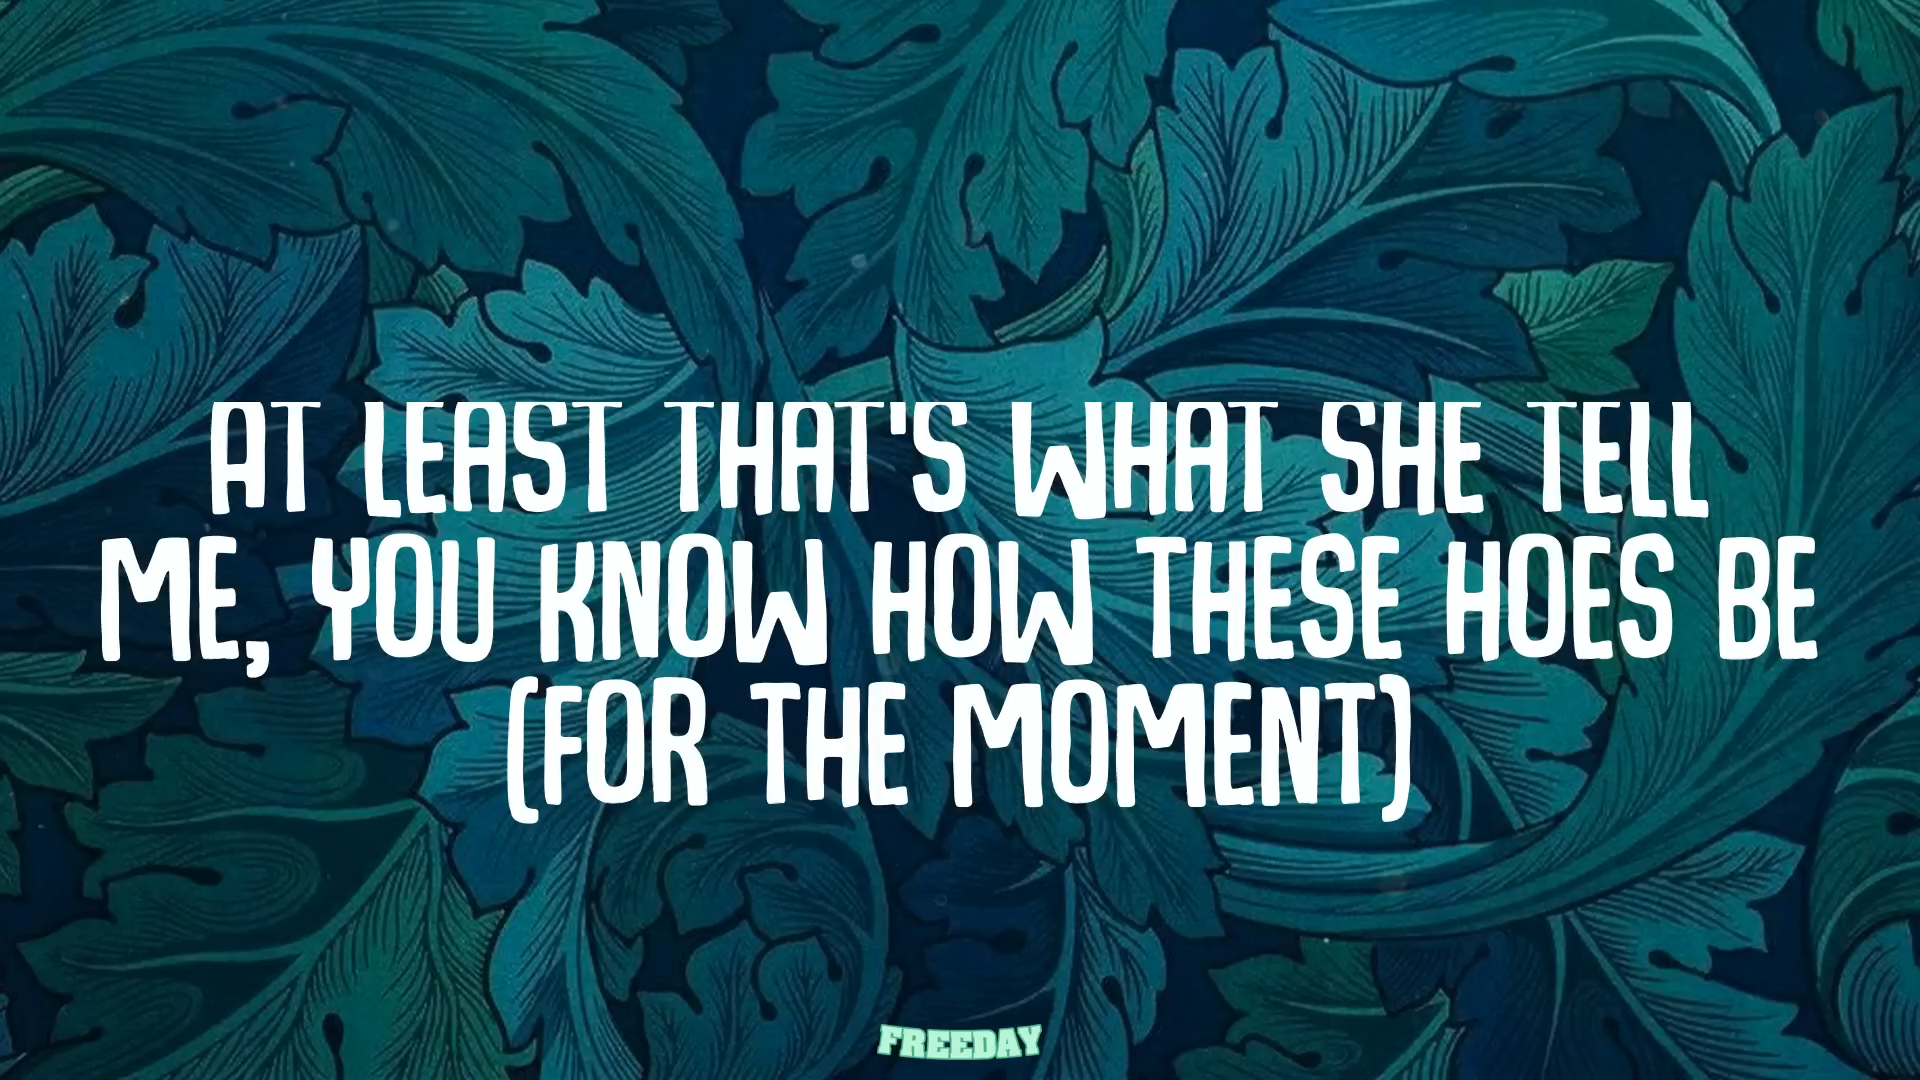 AT LEAST THAT'S WHAT SHE TELL
ME, YOU KNOW HOW THESE HOES BE
(FOR THE MOMENT)
FREEDAY